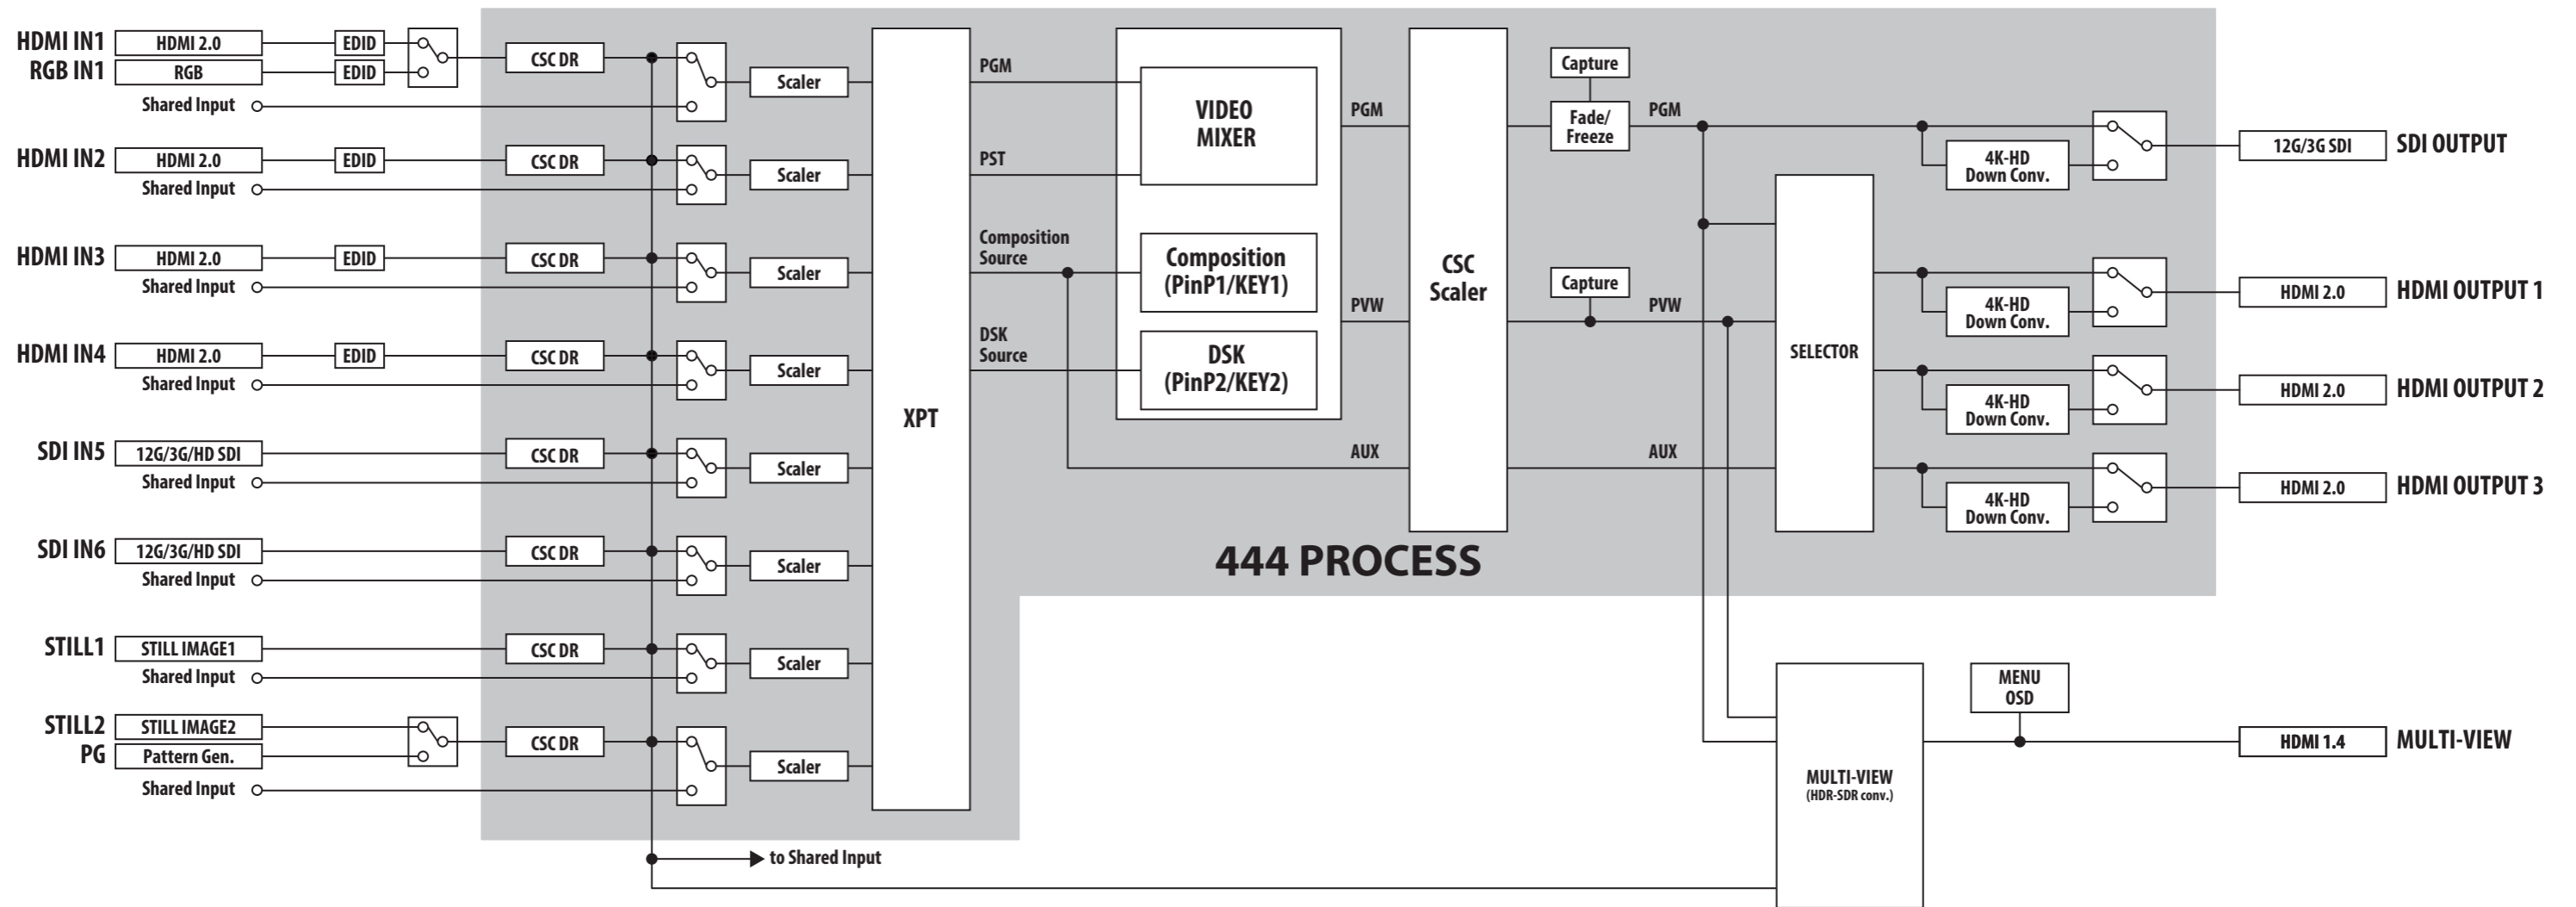 HDMI IN1
HDMI 2.0
EDID
RGB IN1
RGB
EDID
CSC DR
Shared Input
Scaler
HDMI IN2
HDMI 2.0
EDID
CSC DR
Shared Input
Scaler
HDMI IN3
HDMI 2.0
EDID
CSC DR
Shared Input
Scaler
HDMI IN4
HDMI 2.0
EDID
CSC DR
Shared Input
Scaler
SDI IN5
12G/3G/HD SDI
CSC DR
Shared Input
Scaler
SDI IN6
12G/3G/HD SDI
CSC DR
Shared Input
Scaler
STILL1
STILL IMAGE1
CSC DR
Shared Input
Scaler
STILL2
STILL IMAGE2
PG
Pattern Gen.
CSC DR
Shared Input
Scaler
to Shared Input
XPT
PGM
PST
Composition
Source
DSK
Source
VIDEO
MIXER
Composition
(PinP1/KEY1)
DSK
(PinP2/KEY2)
PGM
PVW
AUX
CSC
Scaler
Capture
Fade/
Freeze
PGM
Capture
PVW
AUX
444 PROCESS
SELECTOR
4K-HD
Down Conv.
12G/3G SDI
SDI OUTPUT
4K-HD
Down Conv.
HDMI 2.0
HDMI OUTPUT 1
4K-HD
Down Conv.
HDMI 2.0
HDMI OUTPUT 2
4K-HD
Down Conv.
HDMI 2.0
HDMI OUTPUT 3
MULTI-VIEW
(HDR-SDR conv.)
MENU
OSD
HDMI 1.4
MULTI-VIEW